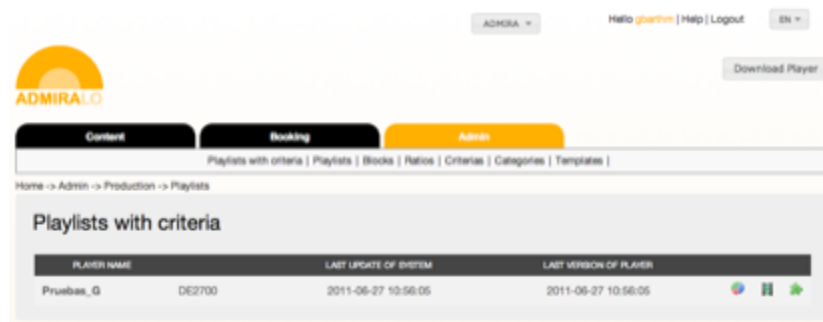 ADMIRA
Hello gbarthm | Help | Logout
EN
Download Player
ADMIRALO
Content
Booking
Admin
Playlists with criteria | Playlists | Blocks | Ratios | Criterias | Categories | Templates |
Home -> Admin -> Production -> Playlists
Playlists with criteria
PLAYER NAME LAST UPDATE OF SYSTEM LAST VERSION OF PLAYER
Pruebas_G DE2700 2011-06-27 10:56:05 2011-06-27 10:56:05